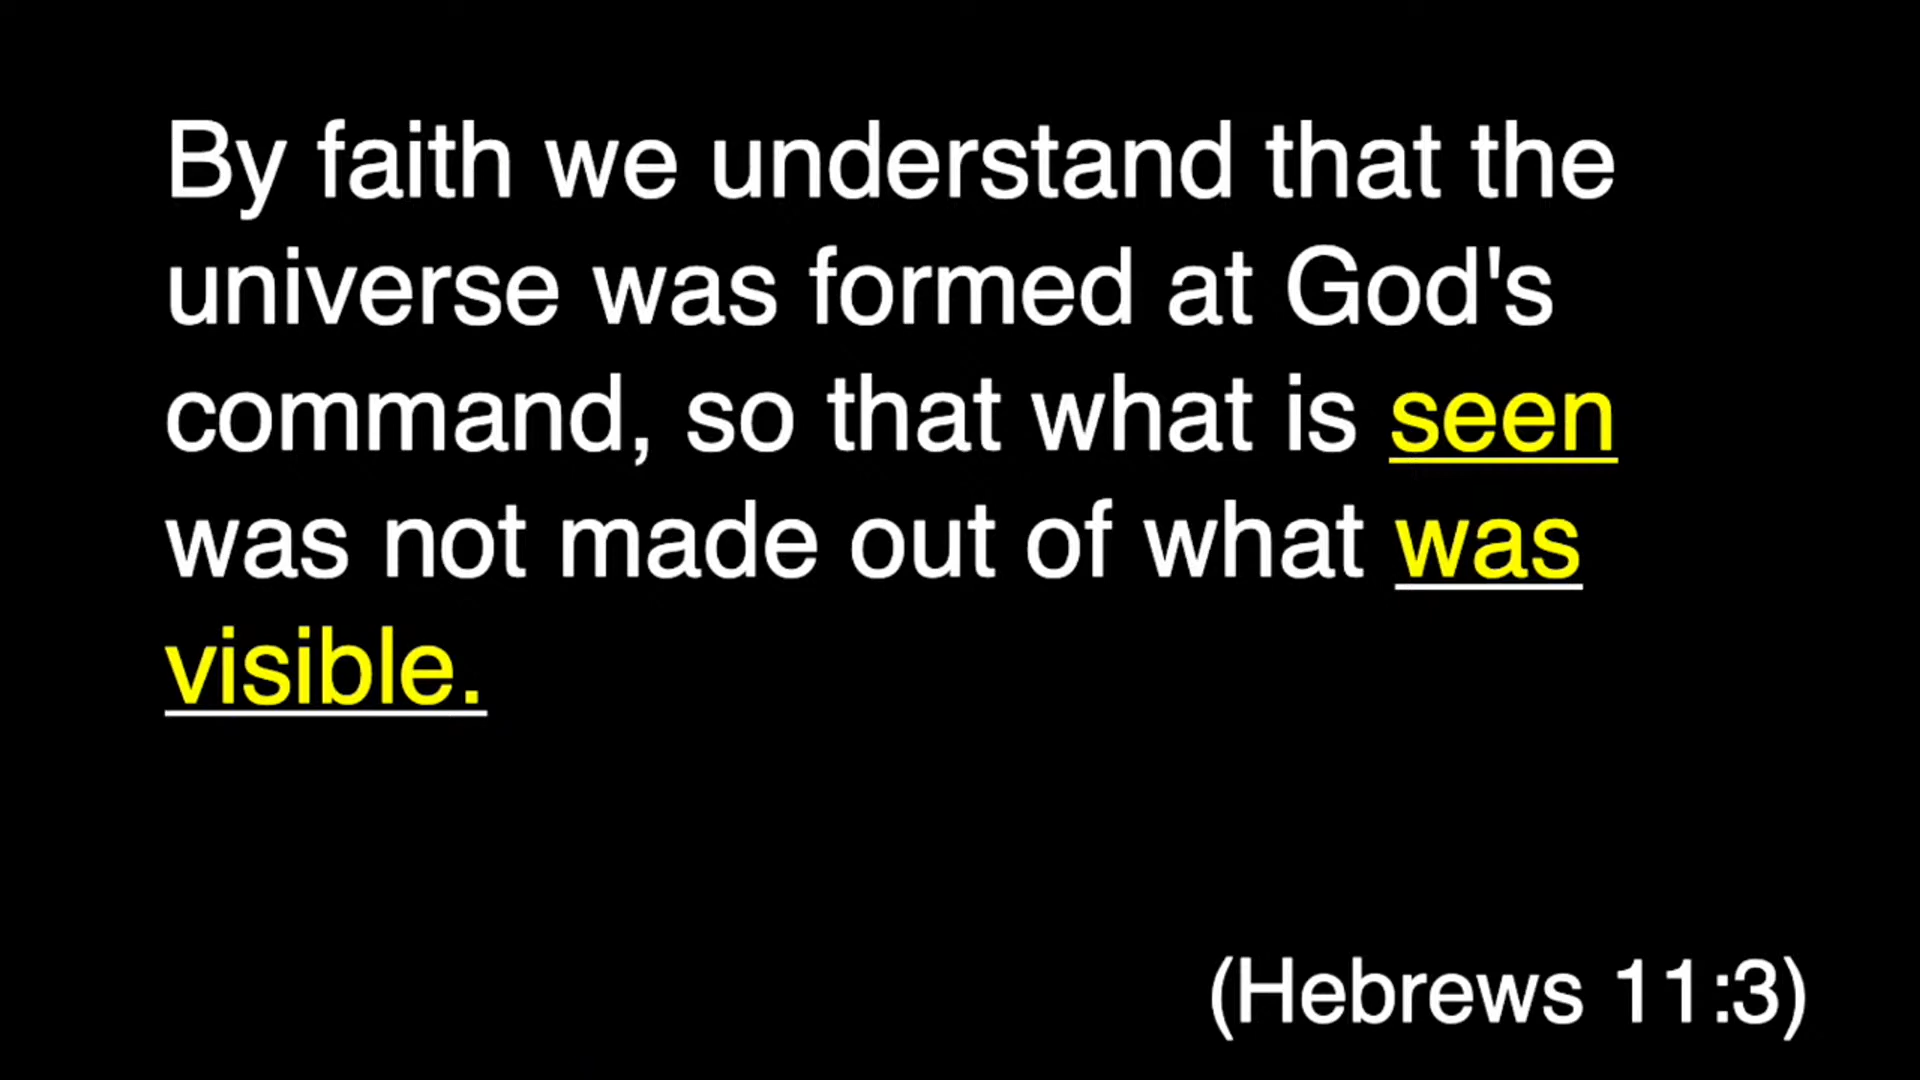 By faith we understand that the
universe was formed at God's
command, so that what is seen
was not made out of what was
visible.
(Hebrews 11:3)